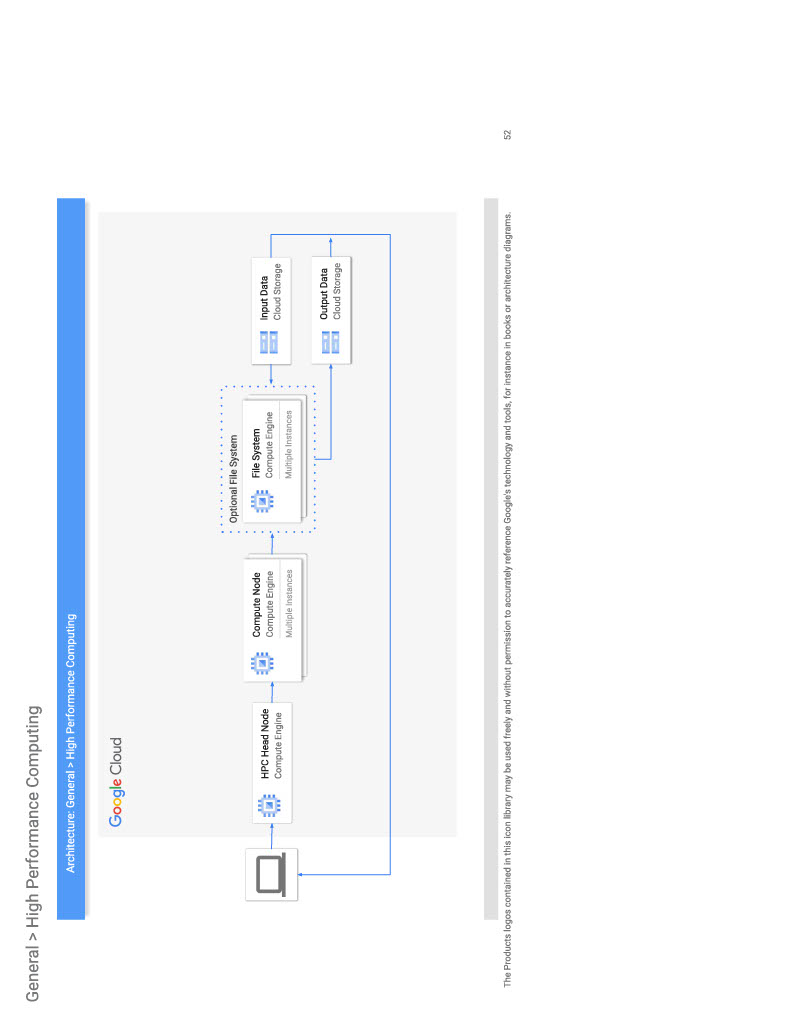 General > High Performance Computing
Architecture: General > High Performance Computing
Google Cloud
HPC Head Node
Compute Engine
Compute Node
Compute Engine
Multiple Instances
Optional File System
File System
Compute Engine
Multiple Instances
Input Data
Cloud Storage
Output Data
Cloud Storage
The Products logos contained in this icon library may be used freely and without permission to accurately reference Google's technology and tools, for instance in books or architecture diagrams.
52